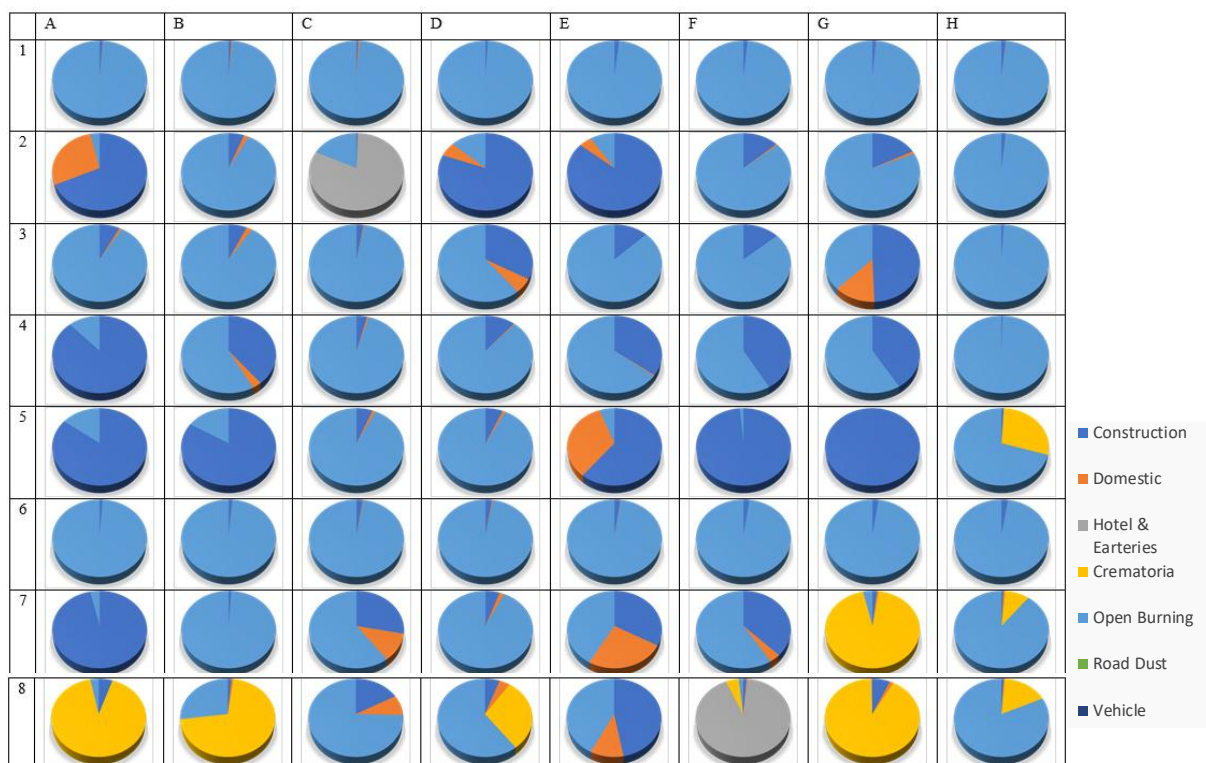 A B C D E F G H
1
2
3
4
5
6
7
8
Construction
Domestic
Hotel &
Earteries
Crematoria
Open Burning
Road Dust
Vehicle